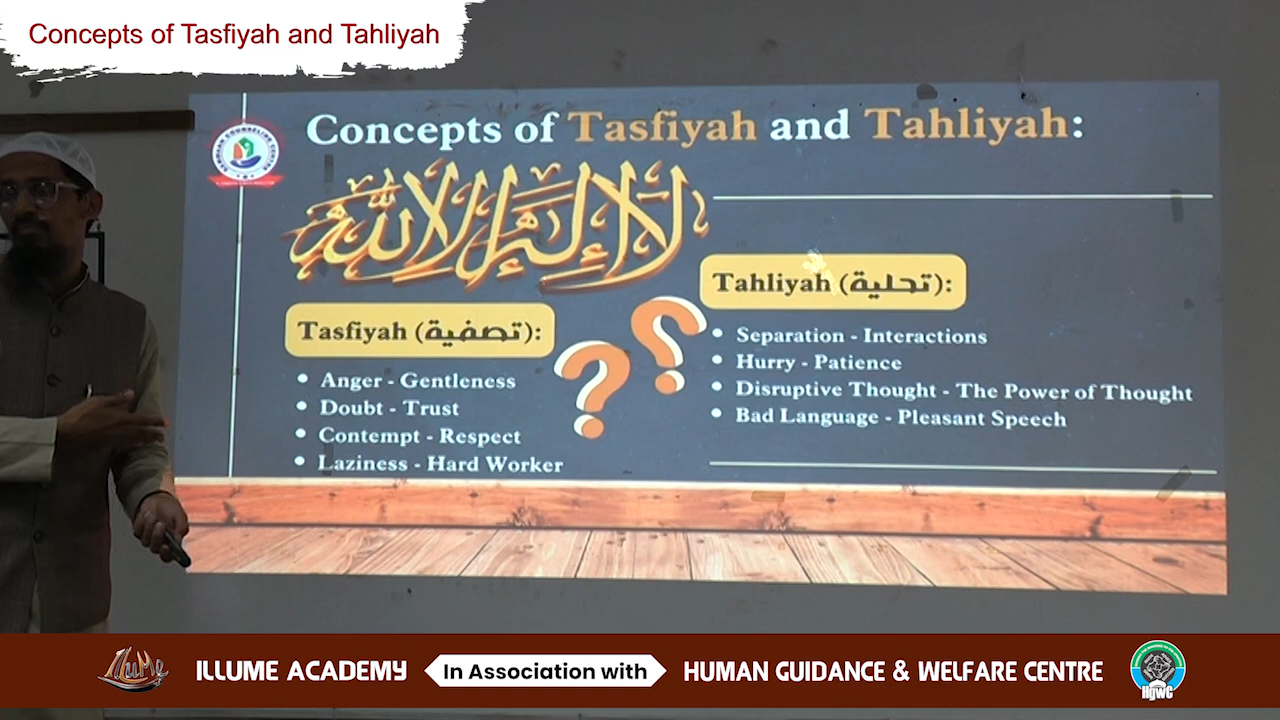 Concepts of Tasfiyah and Tahliyah
Concepts of Tasfiyah and Tahliyah:
لا إله إلا الله
Tasfiyah (تصفية):
Anger - Gentleness
Doubt - Trust
Contempt - Respect
Laziness - Hard Worker
??
Tahliyah (تحلية):
Separation - Interactions
Hurry - Patience
Disruptive Thought - The Power of Thought
Bad Language - Pleasant Speech
IlluMe
ILLUME ACADEMY
In Association with
HUMAN GUIDANCE & WELFARE CENTRE
HgWC